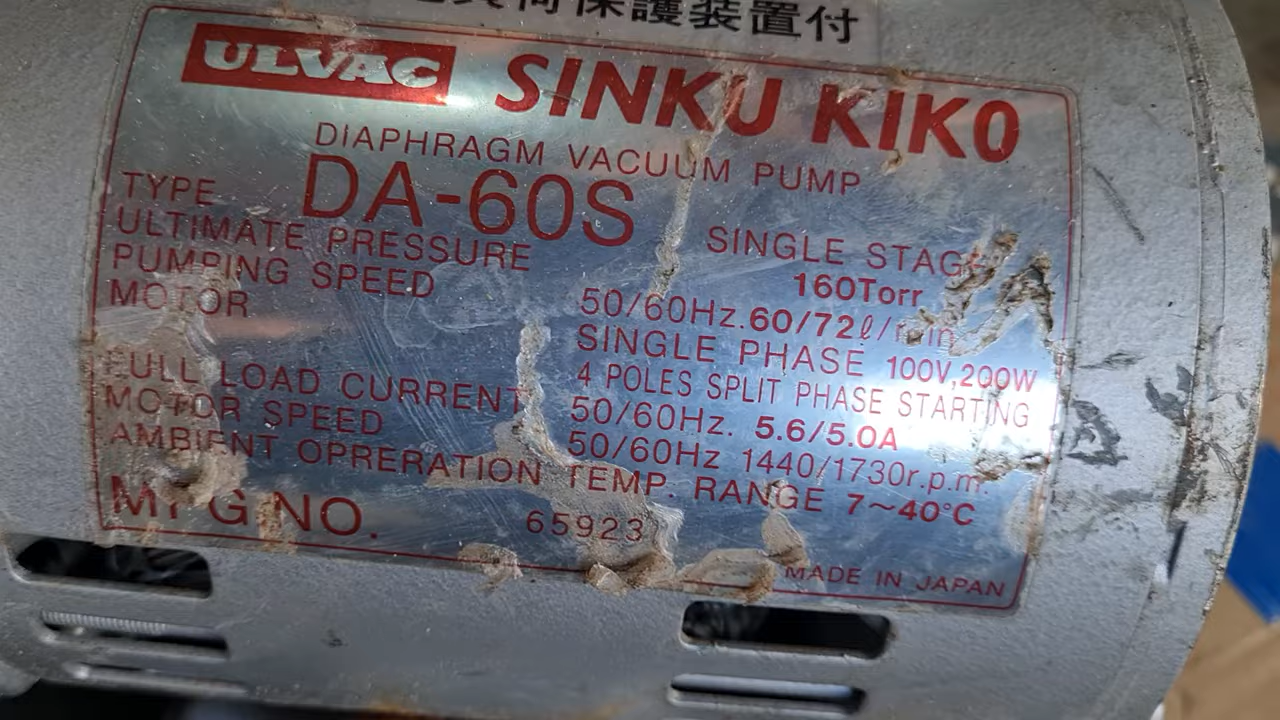 荷保護装置付
ULVAC SINKU KIKO
DIAPHRAGM VACUUM PUMP
TYPE DA-60S SINGLE STAGE
ULTIMATE PRESSURE 160Torr
PUMPING SPEED 50/60Hz.60/72ℓ/min
MOTOR SINGLE PHASE 100V,200W
4 POLES SPLIT PHASE STARTING
FULL LOAD CURRENT 50/60Hz. 5.6/5.0A
MOTOR SPEED 50/60Hz 1440/1730r.p.m.
AMBIENT OPRERATION TEMP. RANGE 7~40°C
MFG NO. 65923
MADE IN JAPAN